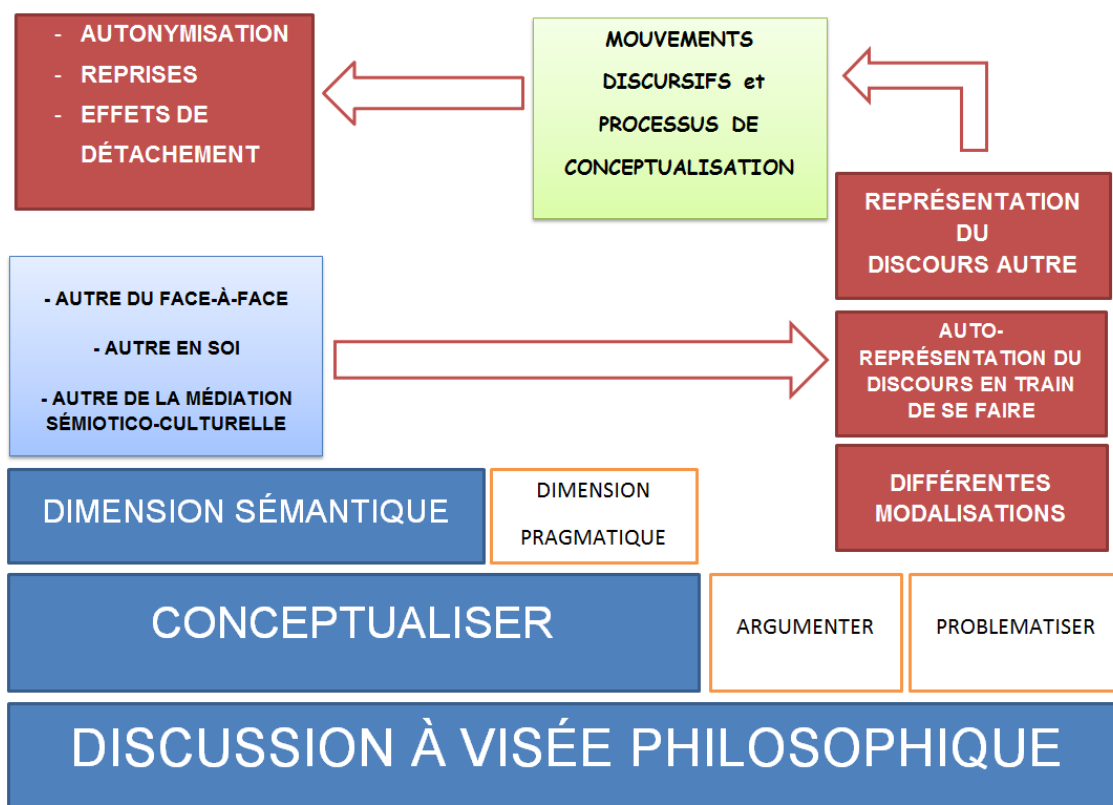 - AUTONYMISATION
- REPRISES
- EFFETS DE
DÉTACHEMENT
MOUVEMENTS
DISCURSIFS et
PROCESSUS DE
CONCEPTUALISATION
REPRÉSENTATION
DU
DISCOURS AUTRE
- AUTRE DU FACE-À-FACE
- AUTRE EN SOI
- AUTRE DE LA MÉDIATION
SÉMIOTICO-CULTURELLE
AUTO-
REPRÉSENTATION DU
DISCOURS EN TRAIN
DE SE FAIRE
DIFFÉRENTES
MODALISATIONS
DIMENSION SÉMANTIQUE
DIMENSION
PRAGMATIQUE
CONCEPTUALISER
ARGUMENTER
PROBLEMATISER
DISCUSSION À VISÉE PHILOSOPHIQUE